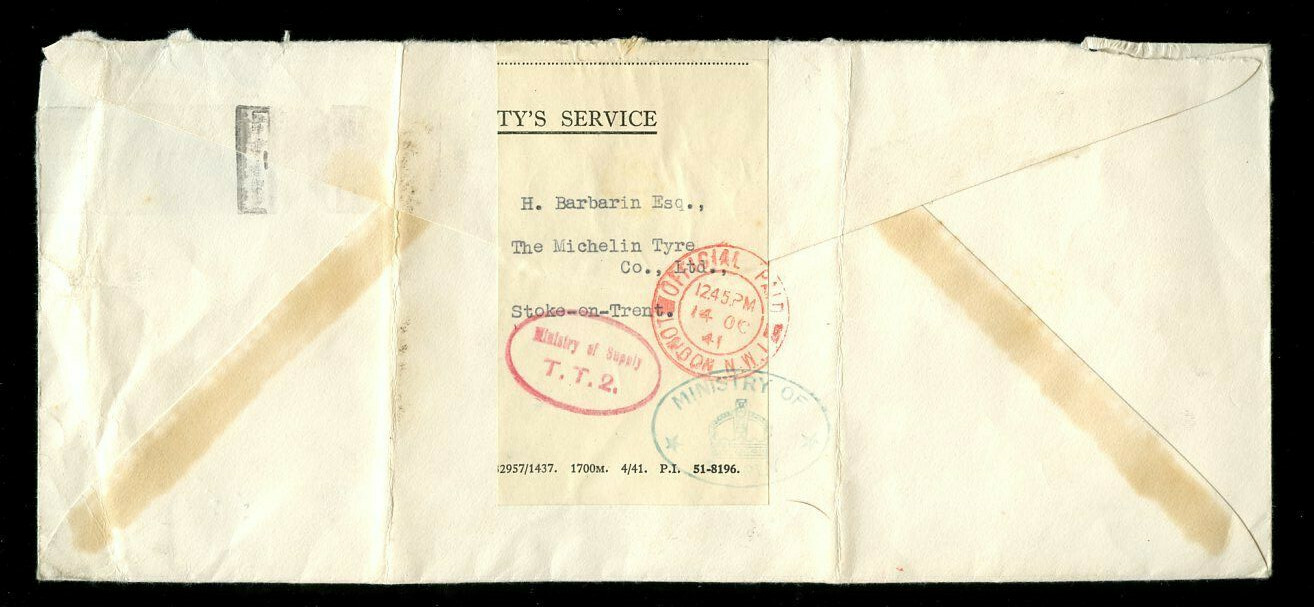 TY'S SERVICE
H. Barbarin Esq.,
The Michelin Tyre
Co., Ltd.,
Stoke-on-Trent.
OFFICIAL PAID
12.45 PM
14 OC
41
LONDON N.W.1
Ministry of Supply
T. T. 2.
MINISTRY OF
2957/1437. 1700M. 4/41. P.I. 51-8196.